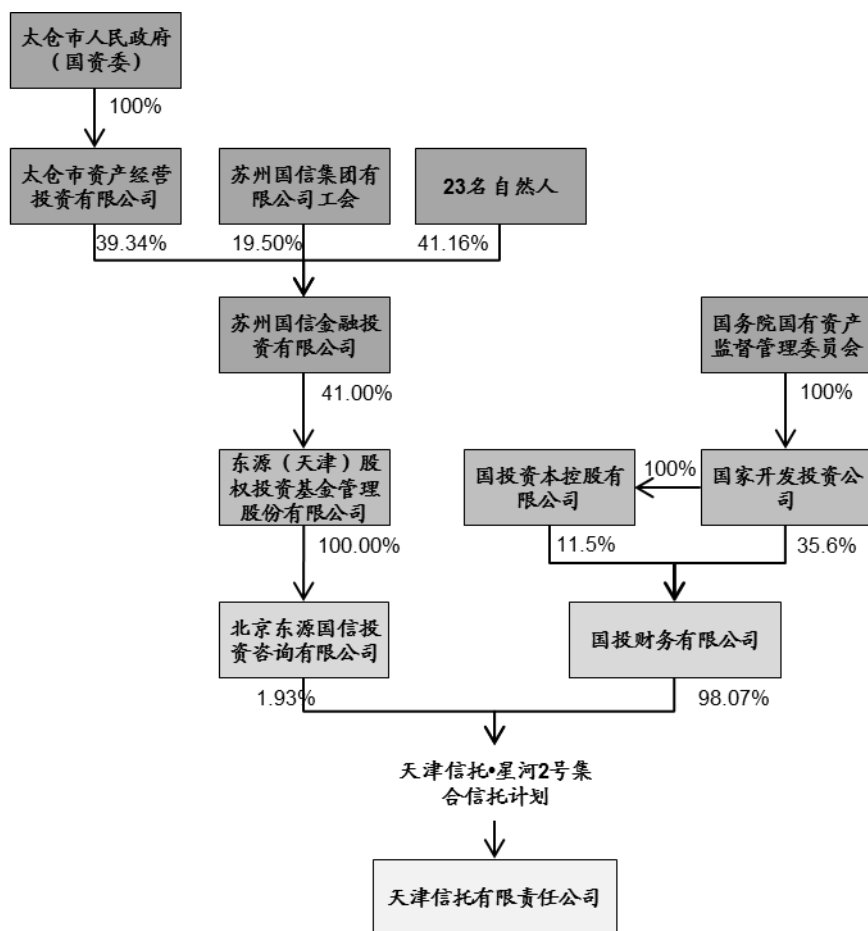 太仓市人民政府
（国资委）
100%
太仓市资产经营
投资有限公司
苏州国信集团有
限公司工会
23名自然人
39.34%
19.50%
41.16%
苏州国信金融投
资有限公司
国务院国有资产
监督管理委员会
41.00%
100%
东源（天津）股
权投资基金管理
股份有限公司
国投资本控股有
限公司
100%
国家开发投资公
司
100.00%
11.5%
35.6%
北京东源国信投
资咨询有限公司
国投财务有限公司
1.93%
98.07%
天津信托•星河2号集
合信托计划
天津信托有限责任公司